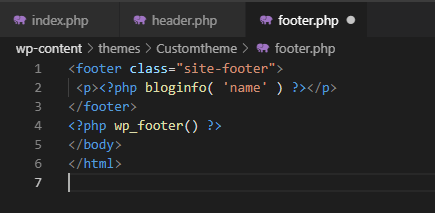 index.php header.php footer.php
wp-content > themes > Customtheme > footer.php
1 <footer class="site-footer">
2 <p><?php bloginfo( 'name' ) ?></p>
3 </footer>
4 <?php wp_footer() ?>
5 </body>
6 </html>
7